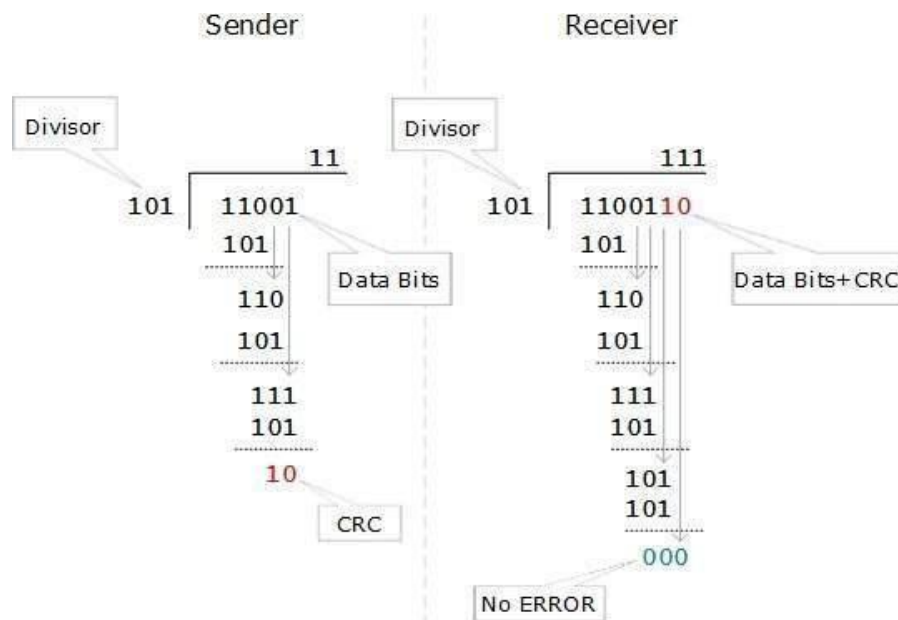 Sender
Divisor
11
101
11001
101
Data Bits
110
101
111
101
10
CRC
Receiver
Divisor
111
101
1100110
101
Data Bits+CRC
110
101
111
101
101
101
000
No ERROR